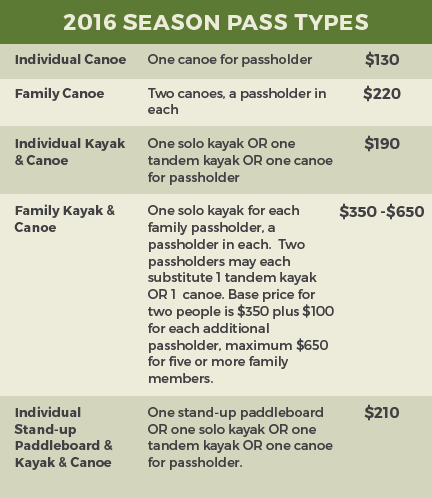 2016 SEASON PASS TYPES
Individual Canoe
One canoe for passholder
$130
Family Canoe
Two canoes, a passholder in
each
$220
Individual Kayak
& Canoe
One solo kayak OR one
tandem kayak OR one canoe
for passholder
$190
Family Kayak &
Canoe
One solo kayak for each
family passholder, a
passholder in each.  Two
passholders may each
substitute 1 tandem kayak
OR 1  canoe. Base price for
two people is $350 plus $100
for each additional
passholder, maximum $650
for five or more family
members.
$350 -$650
Individual
Stand-up
Paddleboard &
Kayak & Canoe
One stand-up paddleboard
OR one solo kayak OR one
tandem kayak OR one canoe
for passholder.
$210